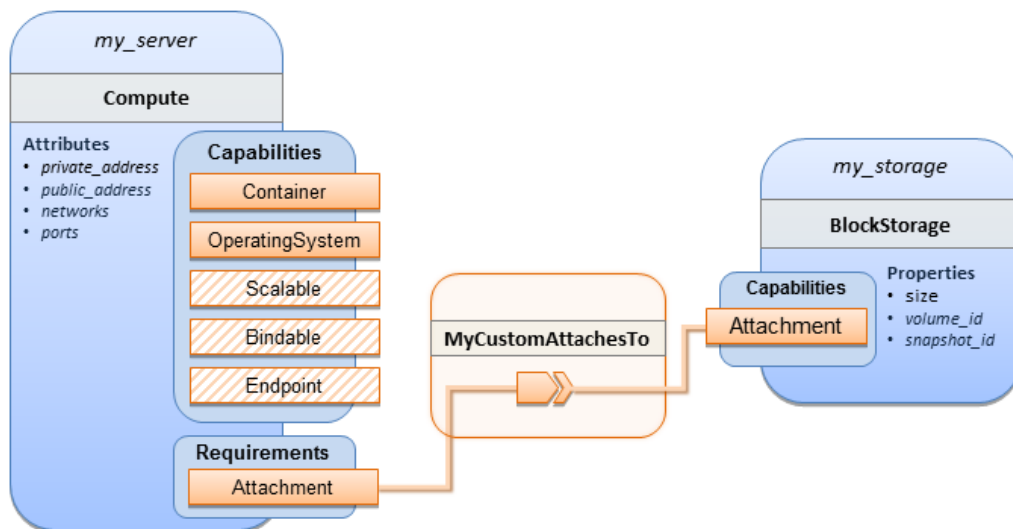 my_server
Compute
Attributes
• private_address
• public_address
• networks
• ports
Capabilities
Container
OperatingSystem
Scalable
Bindable
Endpoint
Requirements
Attachment
MyCustomAttachesTo
my_storage
BlockStorage
Capabilities
Attachment
Properties
• size
• volume_id
• snapshot_id